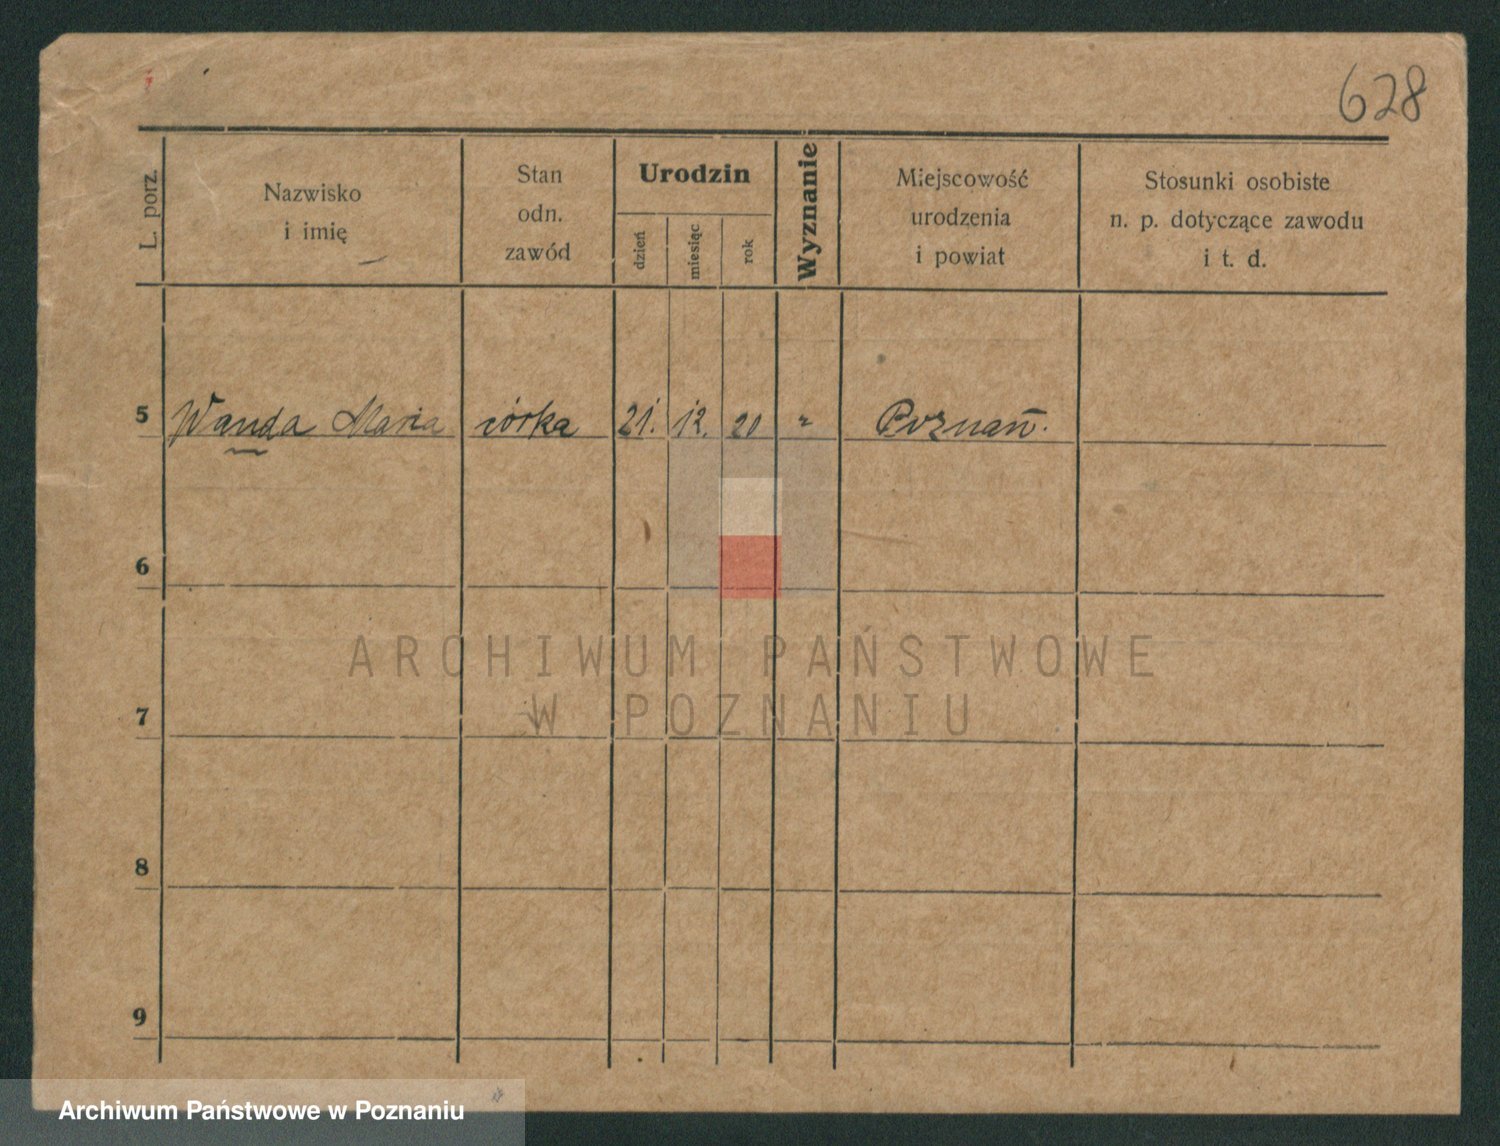 628
L. porz.
Nazwisko
i imię
Stan
odn.
zawód
Urodzin
dzień
miesiąc
rok
Wyznanie
Miejscowość
urodzenia
i powiat
Stosunki osobiste
n. p. dotyczące zawodu
i t. d.
5 Wanda Maria córka 21. 12. 20 " Poznań.
6
7
8
9
ARCHIWUM PAŃSTWOWE
W POZNANIU
Archiwum Państwowe w Poznaniu